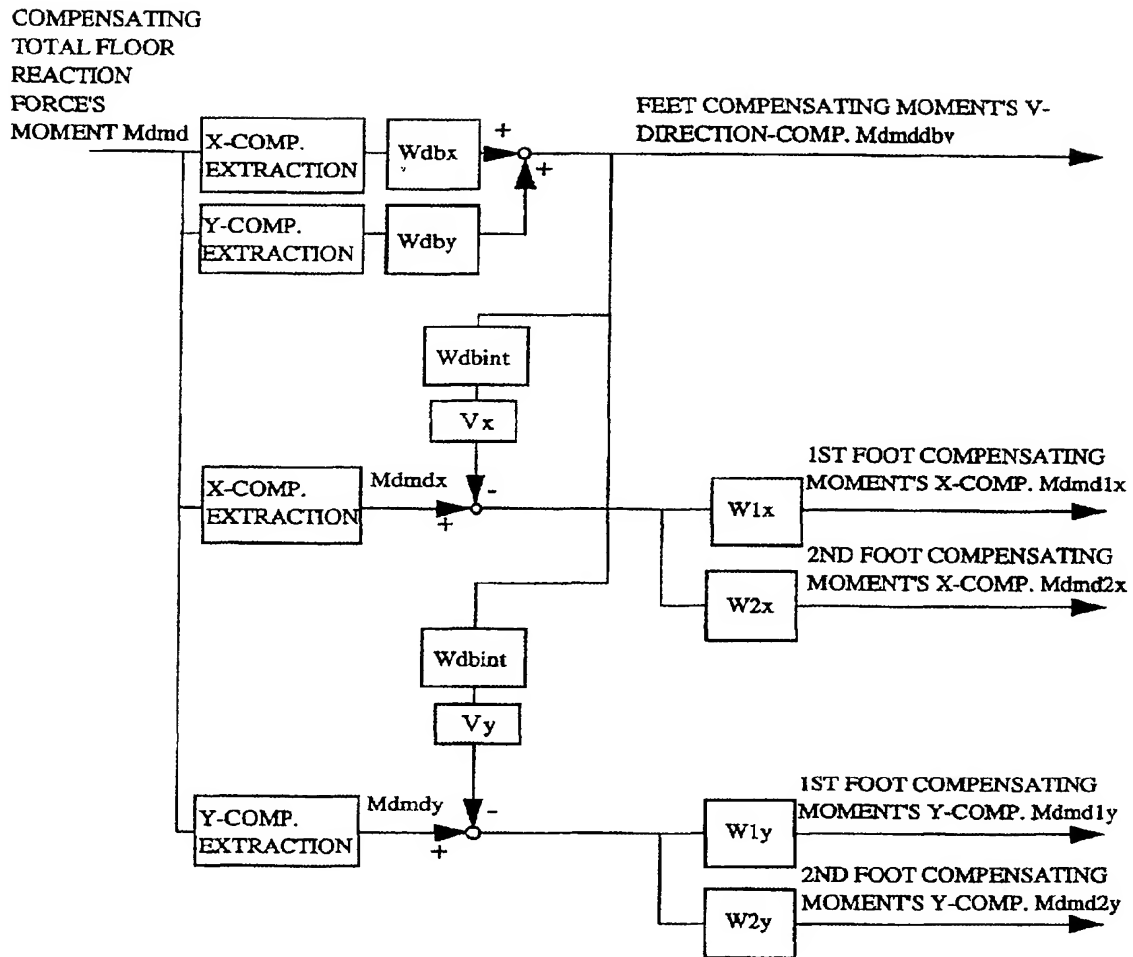 COMPENSATING
TOTAL FLOOR
REACTION
FORCE'S
MOMENT Mdmd
FEET COMPENSATING MOMENT'S V-
DIRECTION-COMP. Mdmddbv
X-COMP.
EXTRACTION
Wdbx
+
+
Y-COMP.
EXTRACTION
Wdby
Wdbint
Vx
X-COMP.
EXTRACTION
Mdmdx
-
+
1ST FOOT COMPENSATING
MOMENT'S X-COMP. Mdmd1x
W1x
2ND FOOT COMPENSATING
MOMENT'S X-COMP. Mdmd2x
W2x
Wdbint
Vy
Y-COMP.
EXTRACTION
Mdmdy
-
+
1ST FOOT COMPENSATING
MOMENT'S Y-COMP. Mdmd1y
W1y
2ND FOOT COMPENSATING
MOMENT'S Y-COMP. Mdmd2y
W2y